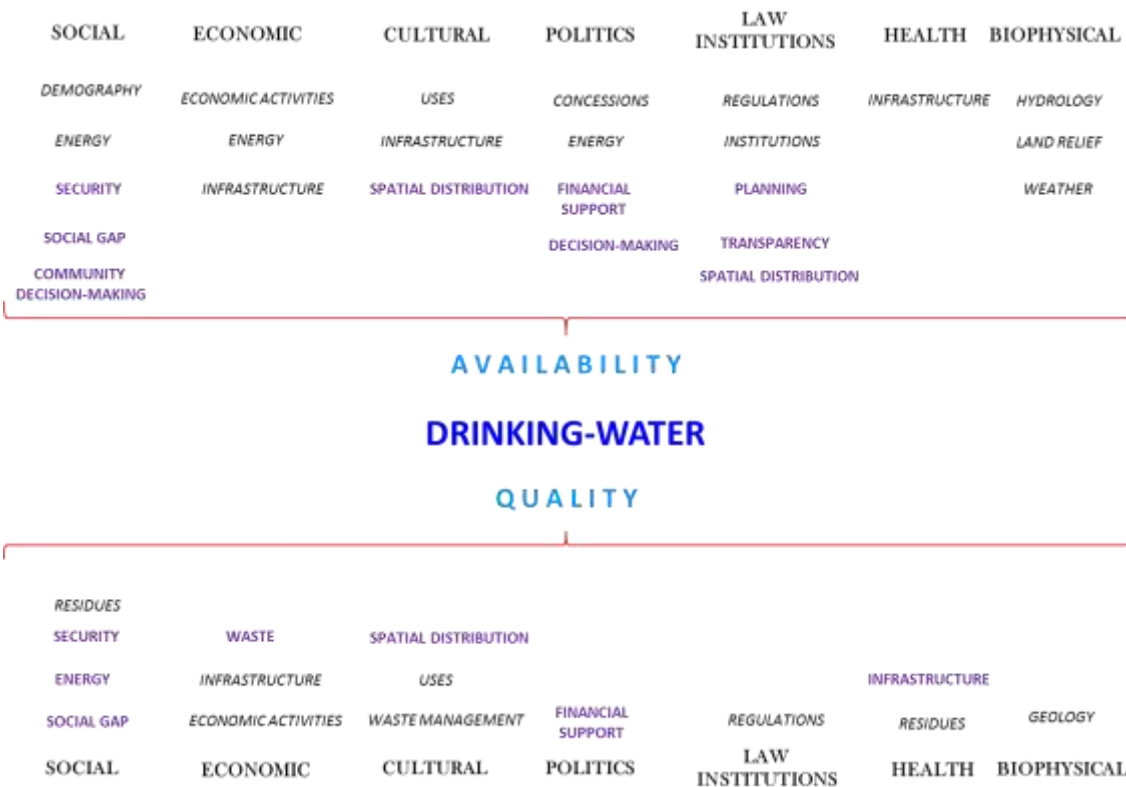 SOCIAL ECONOMIC CULTURAL POLITICS LAW INSTITUTIONS HEALTH BIOPHYSICAL
DEMOGRAPHY ECONOMIC ACTIVITIES USES CONCESSIONS REGULATIONS INFRASTRUCTURE HYDROLOGY
ENERGY ENERGY INFRASTRUCTURE ENERGY INSTITUTIONS LAND RELIEF
SECURITY INFRASTRUCTURE SPATIAL DISTRIBUTION FINANCIAL SUPPORT PLANNING WEATHER
SOCIAL GAP DECISION-MAKING TRANSPARENCY
COMMUNITY DECISION-MAKING SPATIAL DISTRIBUTION
AVAILABILITY
DRINKING-WATER
QUALITY
RESIDUES
SECURITY WASTE SPATIAL DISTRIBUTION
ENERGY INFRASTRUCTURE USES INFRASTRUCTURE
SOCIAL GAP ECONOMIC ACTIVITIES WASTE MANAGEMENT FINANCIAL SUPPORT REGULATIONS RESIDUES GEOLOGY
SOCIAL ECONOMIC CULTURAL POLITICS LAW INSTITUTIONS HEALTH BIOPHYSICAL